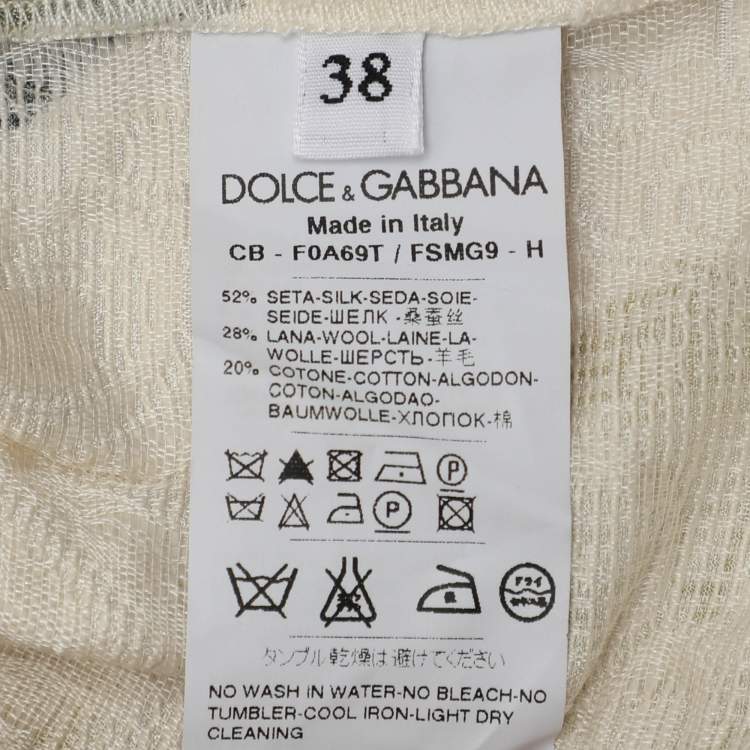 38
DOLCE & GABBANA
Made in Italy
CB - F0A69T / FSMG9 - H
52% SETA-SILK-SEDA-SOIE-
SEIDE-ШЕЛК -桑蚕丝
28% LANA-WOOL-LAINE-LA-
WOLLE-ШЕРСТЬ-羊毛
20% COTONE-COTTON-ALGODON-
COTON-ALGODAO-
BAUMWOLLE-ХЛОПОК-棉
P
P
ドライ
タンブル乾燥は避けてください
NO WASH IN WATER-NO BLEACH-NO
TUMBLER-COOL IRON-LIGHT DRY
CLEANING